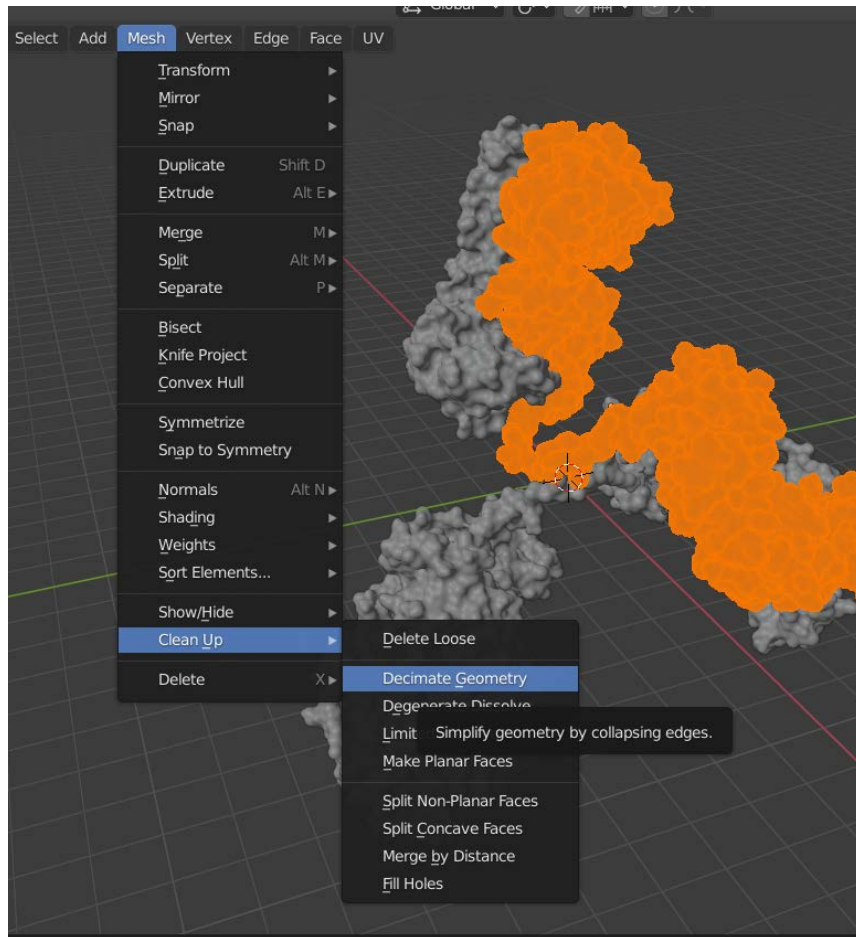 Global
Select Add Mesh Vertex Edge Face UV
Transform
Mirror
Snap
Duplicate Shift D
Extrude Alt E
Merge M
Split Alt M
Separate P
Bisect
Knife Project
Convex Hull
Symmetrize
Snap to Symmetry
Normals Alt N
Shading
Weights
Sort Elements...
Show/Hide
Clean Up
Delete X
Delete Loose
Decimate Geometry
Degenerate Dissolve
Limit
Simplify geometry by collapsing edges.
Make Planar Faces
Split Non-Planar Faces
Split Concave Faces
Merge by Distance
Fill Holes